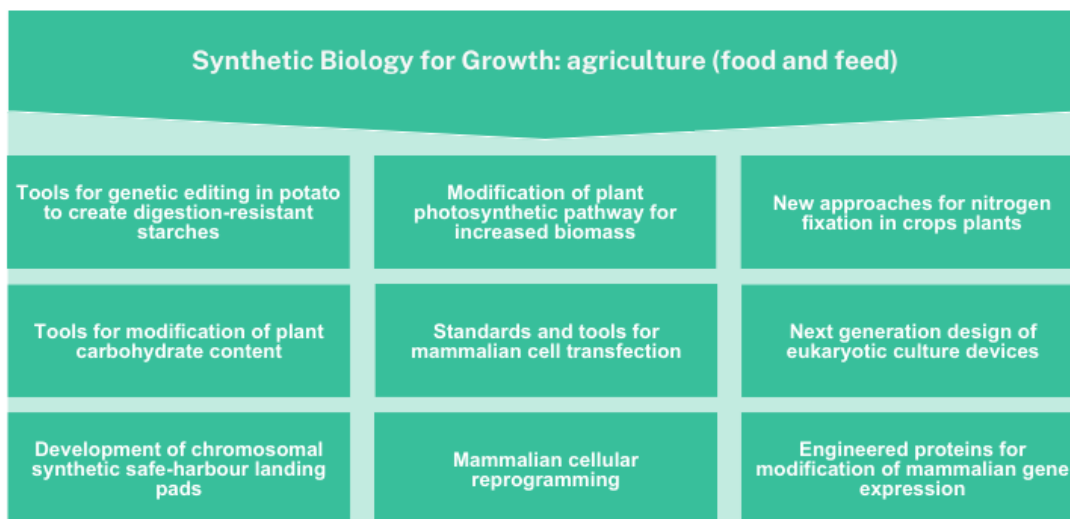 Synthetic Biology for Growth: agriculture (food and feed)
Tools for genetic editing in potato
to create digestion-resistant
starches
Modification of plant
photosynthetic pathway for
increased biomass
New approaches for nitrogen
fixation in crops plants
Tools for modification of plant
carbohydrate content
Standards and tools for
mammalian cell transfection
Next generation design of
eukaryotic culture devices
Development of chromosomal
synthetic safe-harbour landing
pads
Mammalian cellular
reprogramming
Engineered proteins for
modification of mammalian gene
expression